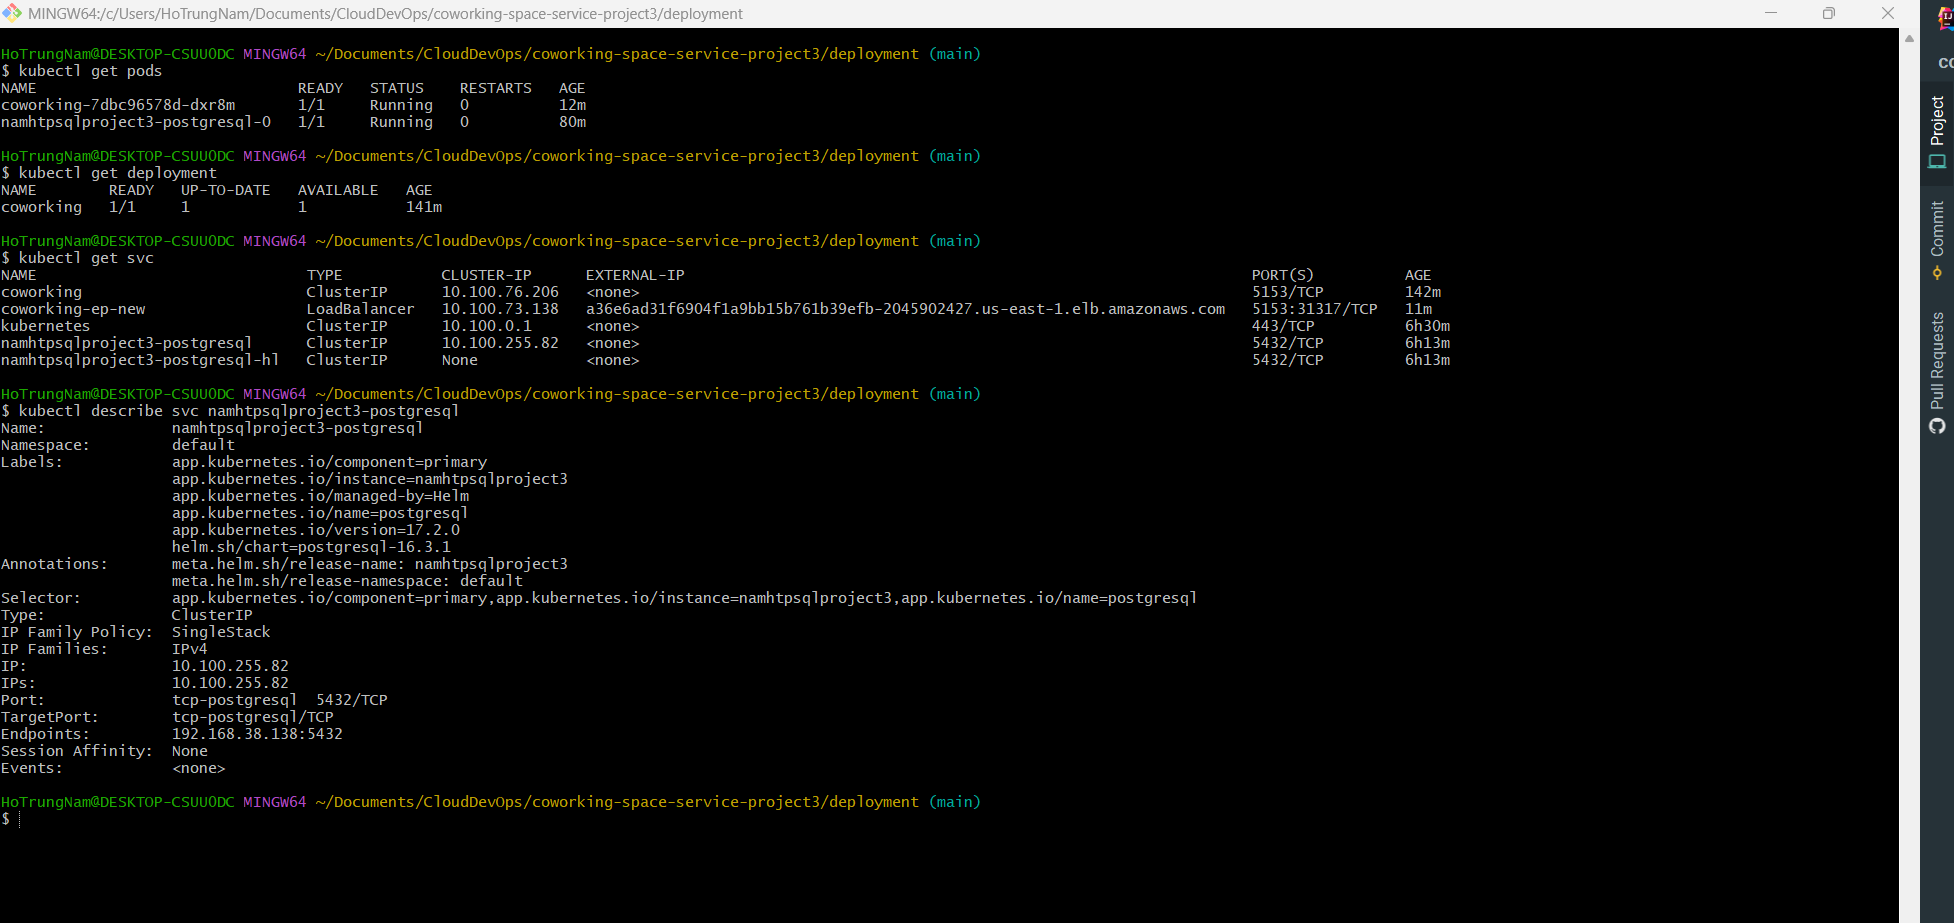 MINGW64:/c/Users/HoTrungNam/Documents/CloudDevOps/coworking-space-service-project3/deployment
HoTrungNam@DESKTOP-CSUU0DC MINGW64 ~/Documents/CloudDevOps/coworking-space-service-project3/deployment (main)
$ kubectl get pods
NAME READY STATUS RESTARTS AGE
coworking-7dbc96578d-dxr8m 1/1 Running 0 12m
namhtpsqlproject3-postgresql-0 1/1 Running 0 80m
HoTrungNam@DESKTOP-CSUU0DC MINGW64 ~/Documents/CloudDevOps/coworking-space-service-project3/deployment (main)
$ kubectl get deployment
NAME READY UP-TO-DATE AVAILABLE AGE
coworking 1/1 1 1 141m
HoTrungNam@DESKTOP-CSUU0DC MINGW64 ~/Documents/CloudDevOps/coworking-space-service-project3/deployment (main)
$ kubectl get svc
NAME TYPE CLUSTER-IP EXTERNAL-IP PORT(S) AGE
coworking ClusterIP 10.100.76.206 <none> 5153/TCP 142m
coworking-ep-new LoadBalancer 10.100.73.138 a36e6ad31f6904f1a9bb15b761b39efb-2045902427.us-east-1.elb.amazonaws.com 5153:31317/TCP 11m
kubernetes ClusterIP 10.100.0.1 <none> 443/TCP 6h30m
namhtpsqlproject3-postgresql ClusterIP 10.100.255.82 <none> 5432/TCP 6h13m
namhtpsqlproject3-postgresql-hl ClusterIP None <none> 5432/TCP 6h13m
HoTrungNam@DESKTOP-CSUU0DC MINGW64 ~/Documents/CloudDevOps/coworking-space-service-project3/deployment (main)
$ kubectl describe svc namhtpsqlproject3-postgresql
Name: namhtpsqlproject3-postgresql
Namespace: default
Labels: app.kubernetes.io/component=primary
app.kubernetes.io/instance=namhtpsqlproject3
app.kubernetes.io/managed-by=Helm
app.kubernetes.io/name=postgresql
app.kubernetes.io/version=17.2.0
helm.sh/chart=postgresql-16.3.1
Annotations: meta.helm.sh/release-name: namhtpsqlproject3
meta.helm.sh/release-namespace: default
Selector: app.kubernetes.io/component=primary,app.kubernetes.io/instance=namhtpsqlproject3,app.kubernetes.io/name=postgresql
Type: ClusterIP
IP Family Policy: SingleStack
IP Families: IPv4
IP: 10.100.255.82
IPs: 10.100.255.82
Port: tcp-postgresql 5432/TCP
TargetPort: tcp-postgresql/TCP
Endpoints: 192.168.38.138:5432
Session Affinity: None
Events: <none>
HoTrungNam@DESKTOP-CSUU0DC MINGW64 ~/Documents/CloudDevOps/coworking-space-service-project3/deployment (main)
$
Project
Commit
Pull Requests